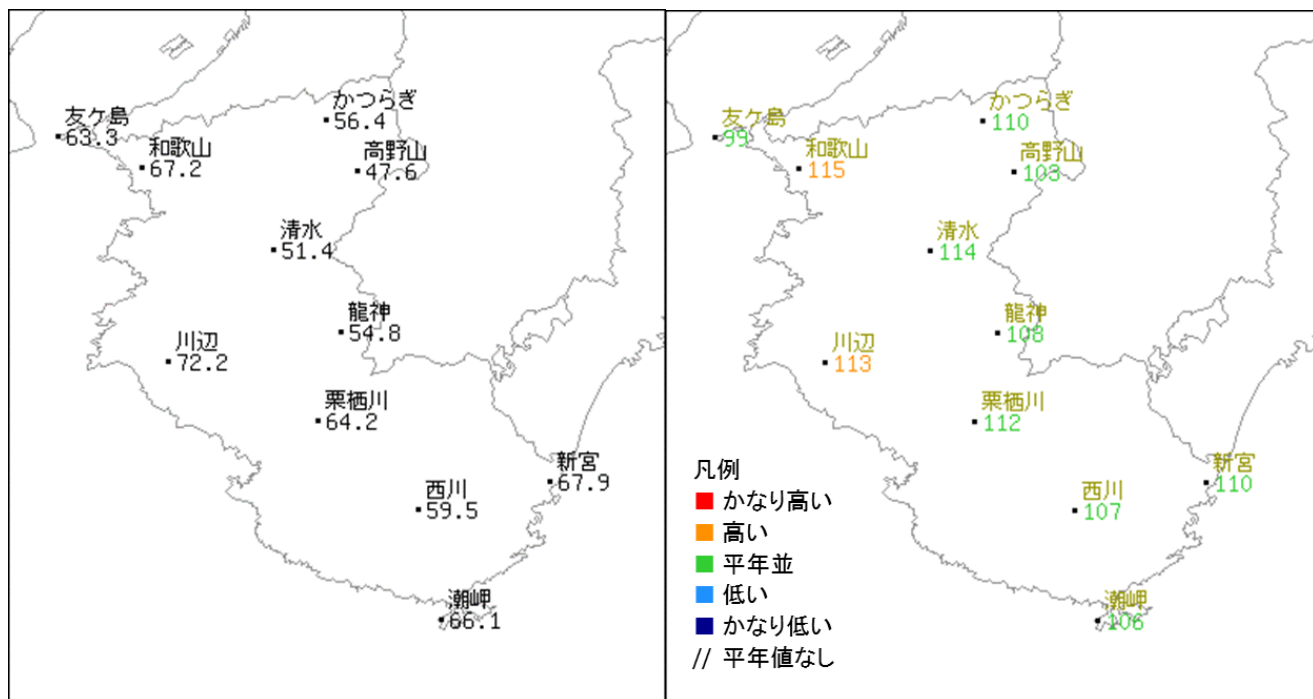 友ケ島
63.3
和歌山
67.2
かつらぎ
56.4
高野山
47.6
清水
51.4
龍神
54.8
川辺
72.2
栗栖川
64.2
新宮
67.9
西川
59.5
潮岬
66.1
友ケ島
99
和歌山
115
かつらぎ
110
高野山
103
清水
114
龍神
108
川辺
113
栗栖川
112
新宮
110
西川
107
潮岬
106
凡例
かなり高い
高い
平年並
低い
かなり低い
// 平年値なし